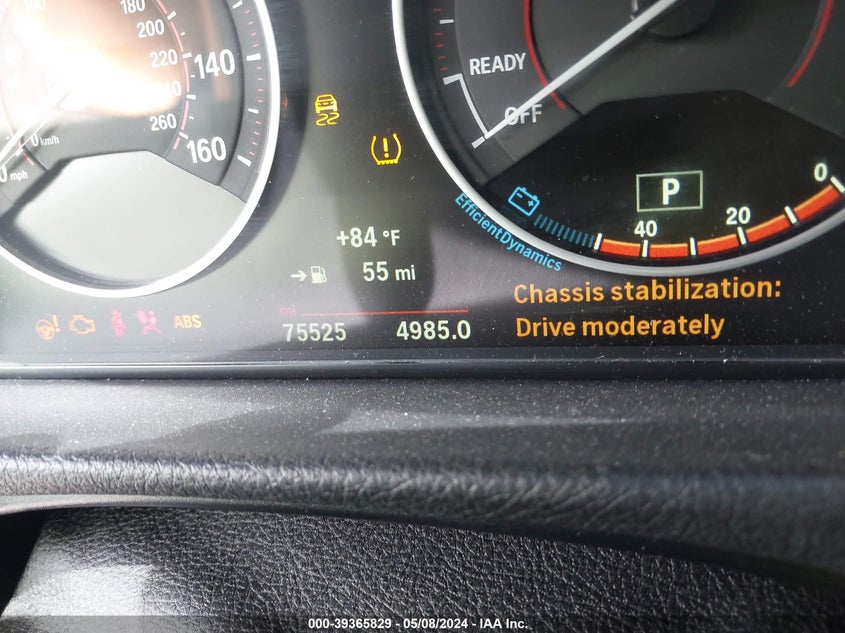 180
200
220
240
260
km/h
mph
140
160
READY
OFF
P
0
20
40
EfficientDynamics
+84 °F
55 mi
Chassis stabilization:
Drive moderately
ABS
mi
75525 4985.0
000-39365829 - 05/08/2024 - IAA Inc.